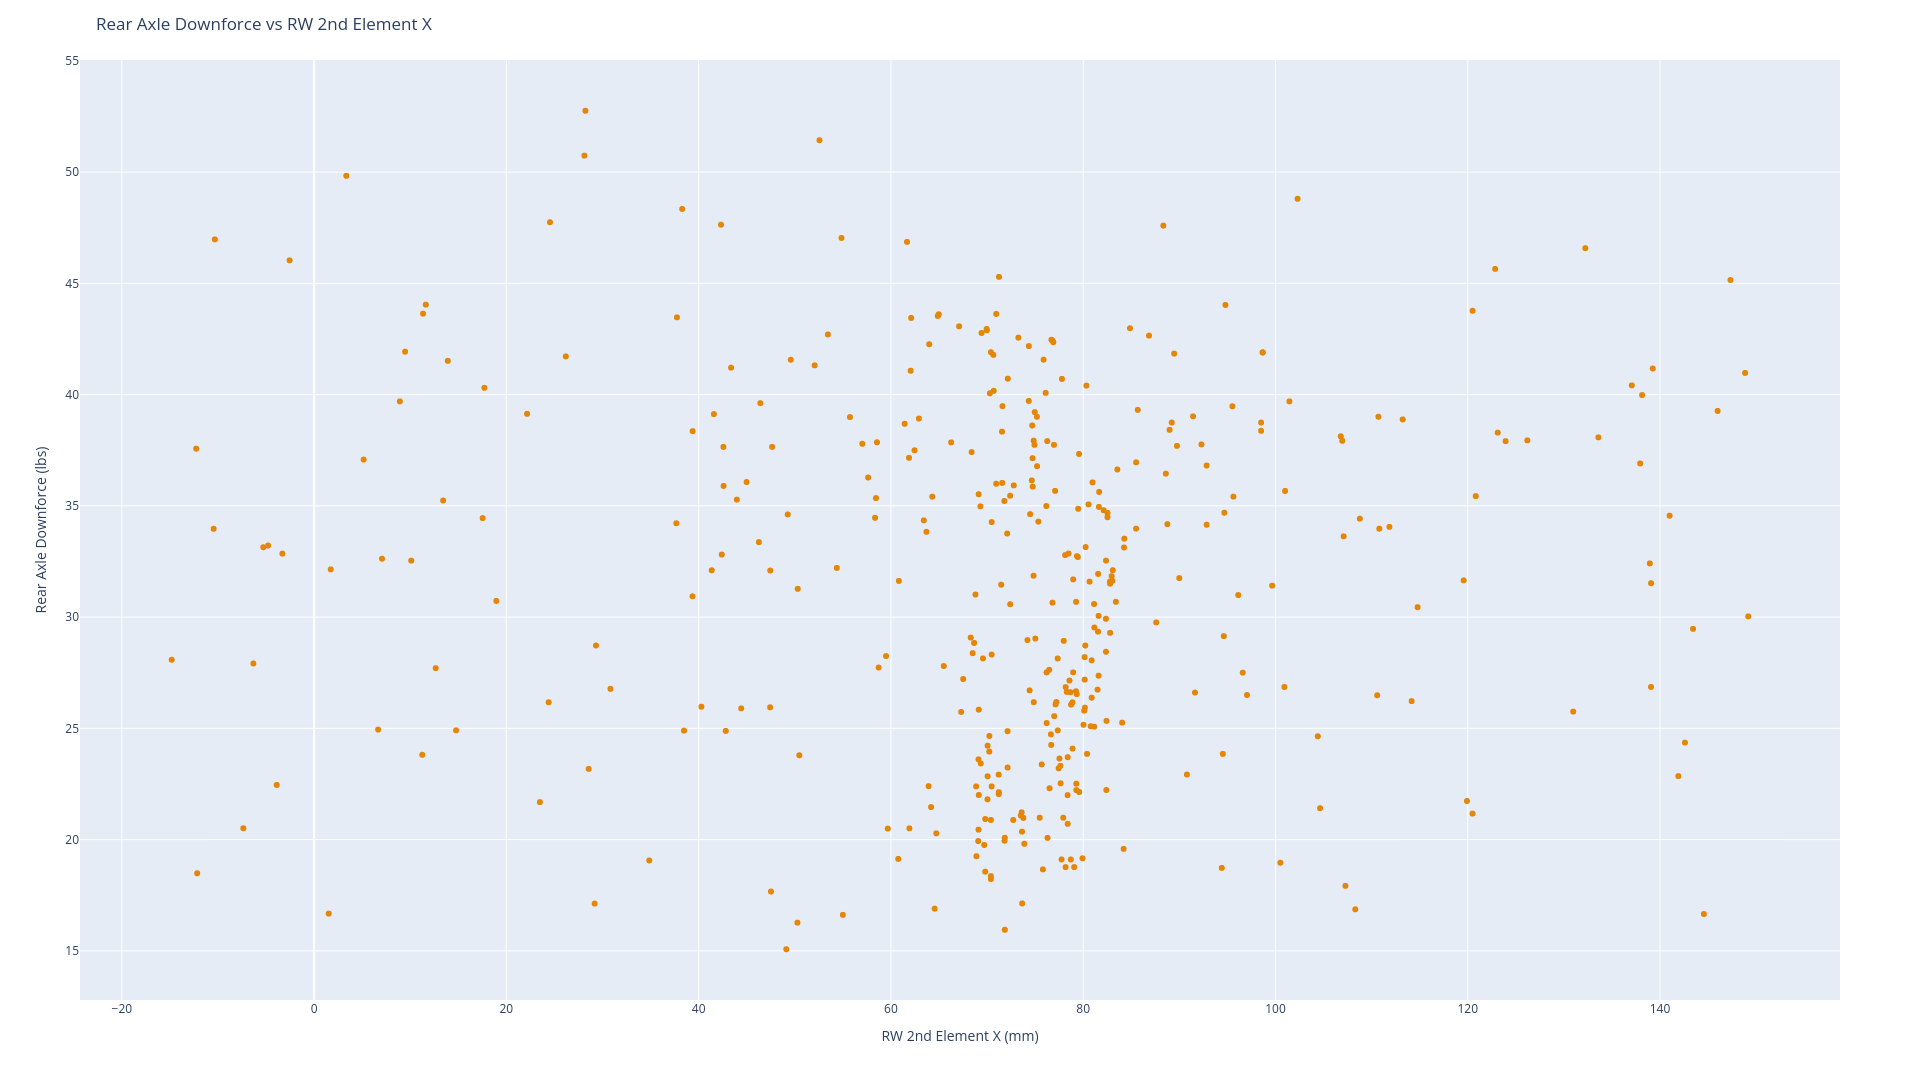 Rear Axle Downforce vs RW 2nd Element X
55
50
45
40
35
30
25
20
15
Rear Axle Downforce (lbs)
−20 0 20 40 60 80 100 120 140
RW 2nd Element X (mm)